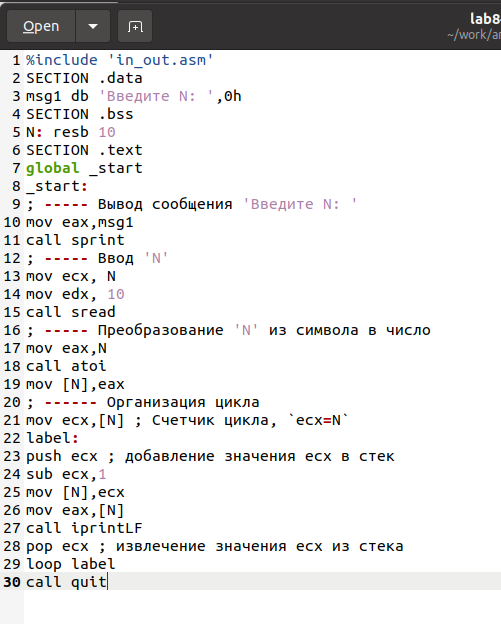 Open
lab8
~/work/ar
1 %include 'in_out.asm'
2 SECTION .data
3 msg1 db 'Введите N: ',0h
4 SECTION .bss
5 N: resb 10
6 SECTION .text
7 global _start
8 _start:
9 ; ----- Вывод сообщения 'Введите N: '
10 mov eax,msg1
11 call sprint
12 ; ----- Ввод 'N'
13 mov ecx, N
14 mov edx, 10
15 call sread
16 ; ----- Преобразование 'N' из символа в число
17 mov eax,N
18 call atoi
19 mov [N],eax
20 ; ------ Организация цикла
21 mov ecx,[N] ; Счетчик цикла, `ecx=N`
22 label:
23 push ecx ; добавление значения ecx в стек
24 sub ecx,1
25 mov [N],ecx
26 mov eax,[N]
27 call iprintLF
28 pop ecx ; извлечение значения ecx из стека
29 loop label
30 call quit